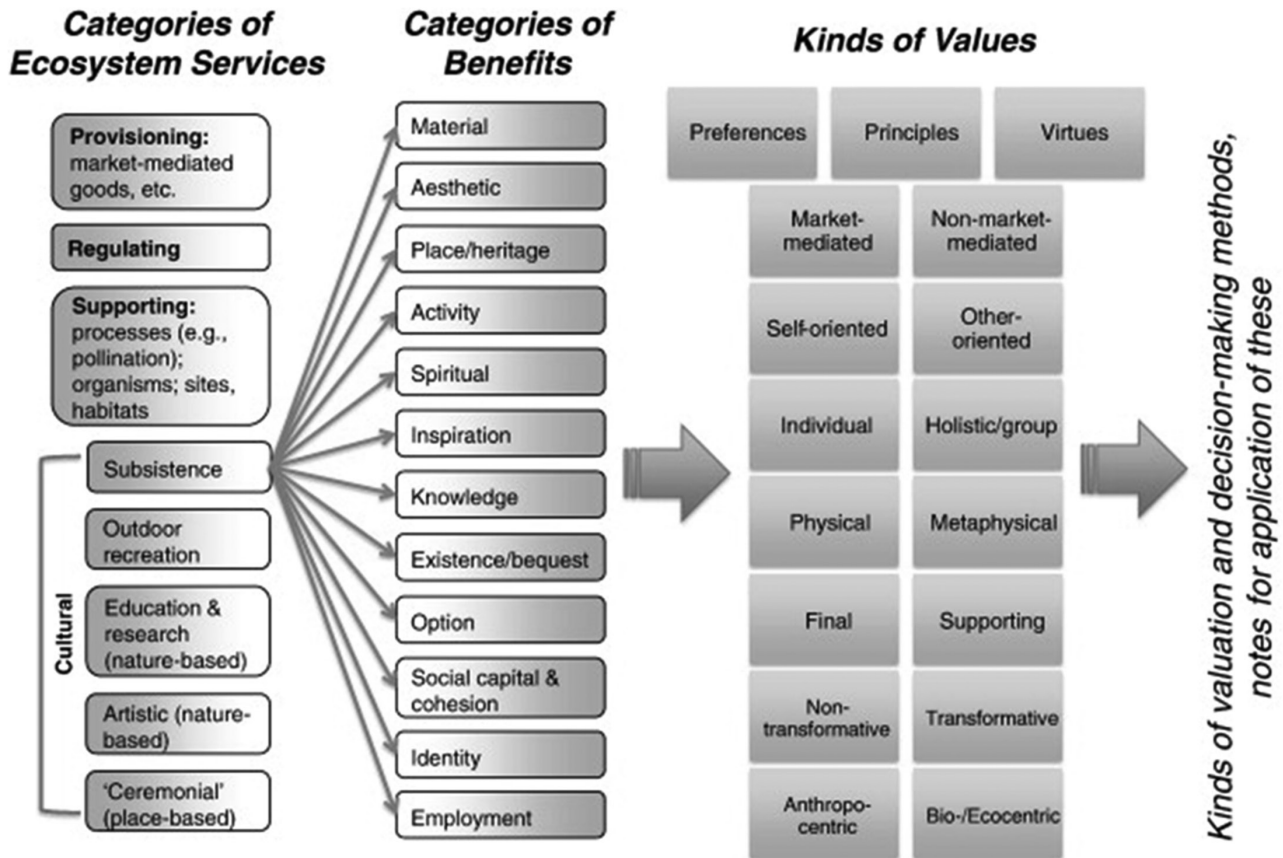 Categories of
Ecosystem Services
Provisioning:
market-mediated
goods, etc.
Regulating
Supporting:
processes (e.g.,
pollination);
organisms; sites,
habitats
Cultural
Subsistence
Outdoor
recreation
Education &
research
(nature-based)
Artistic (nature-
based)
‘Ceremonial’
(place-based)
Categories of
Benefits
Material
Aesthetic
Place/heritage
Activity
Spiritual
Inspiration
Knowledge
Existence/bequest
Option
Social capital &
cohesion
Identity
Employment
Kinds of Values
Preferences
Principles
Virtues
Market-
mediated
Non-market-
mediated
Self-oriented
Other-
oriented
Individual
Holistic/group
Physical
Metaphysical
Final
Supporting
Non-
transformative
Transformative
Anthropo-
centric
Bio-/Ecocentric
Kinds of valuation and decision-making methods,
notes for application of these